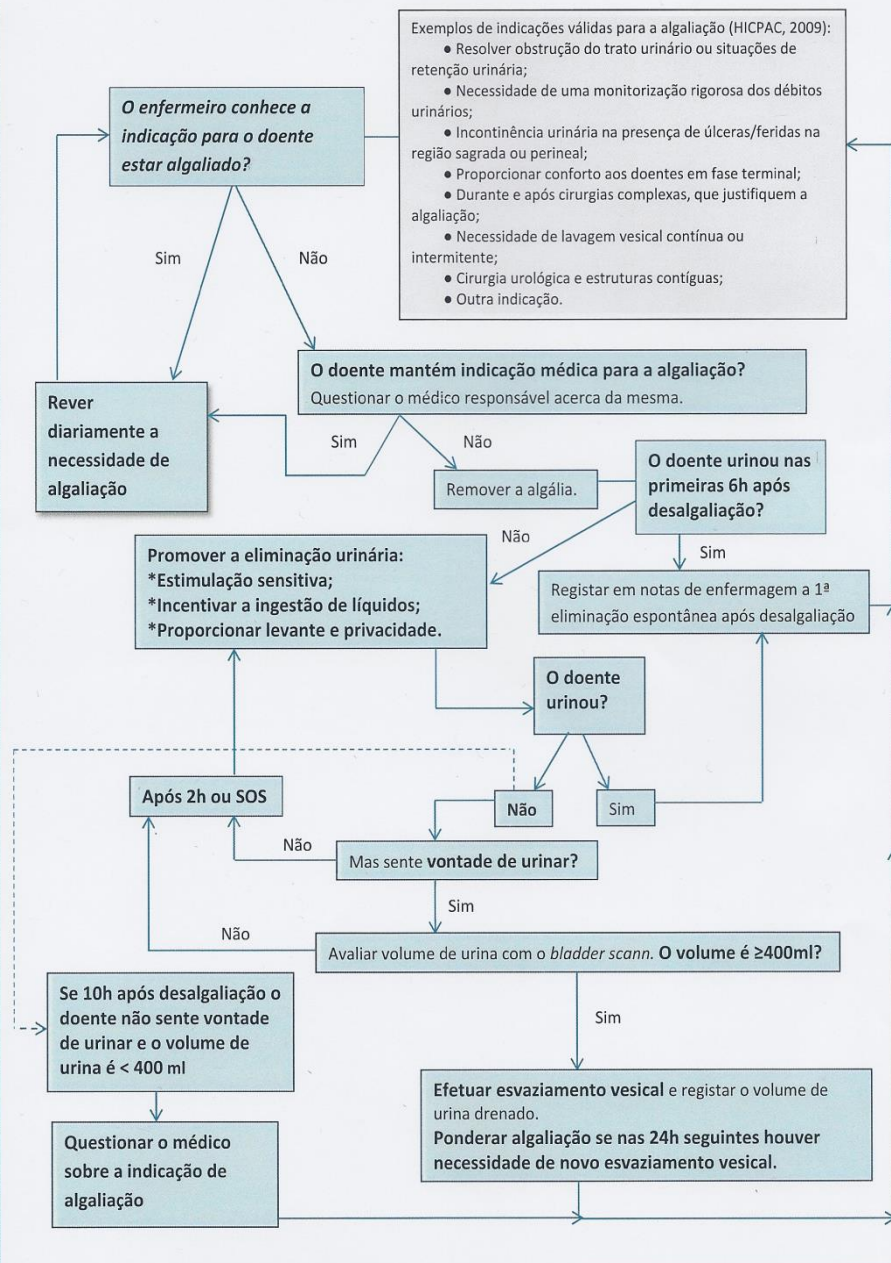 Exemplos de indicações válidas para a algaliação (HICPAC, 2009):
● Resolver obstrução do trato urinário ou situações de
retenção urinária;
● Necessidade de uma monitorização rigorosa dos débitos
urinários;
● Incontinência urinária na presença de úlceras/feridas na
região sagrada ou perineal;
● Proporcionar conforto aos doentes em fase terminal;
● Durante e após cirurgias complexas, que justifiquem a
algaliação;
● Necessidade de lavagem vesical contínua ou
intermitente;
● Cirurgia urológica e estruturas contíguas;
● Outra indicação.
O enfermeiro conhece a
indicação para o doente
estar algaliado?
Sim
Não
O doente mantém indicação médica para a algaliação?
Questionar o médico responsável acerca da mesma.
Rever
diariamente a
necessidade de
algaliação
Sim
Não
Remover a algália.
O doente urinou nas
primeiras 6h após
desalgaliação?
Não
Sim
Promover a eliminação urinária:
*Estimulação sensitiva;
*Incentivar a ingestão de líquidos;
*Proporcionar levante e privacidade.
Registar em notas de enfermagem a 1ª
eliminação espontânea após desalgaliação
O doente
urinou?
Após 2h ou SOS
Não
Sim
Não
Mas sente vontade de urinar?
Sim
Não
Avaliar volume de urina com o bladder scann. O volume é ≥400ml?
Se 10h após desalgaliação o
doente não sente vontade
de urinar e o volume de
urina é < 400 ml
Sim
Efetuar esvaziamento vesical e registar o volume de
urina drenado.
Ponderar algaliação se nas 24h seguintes houver
necessidade de novo esvaziamento vesical.
Questionar o médico
sobre a indicação de
algaliação